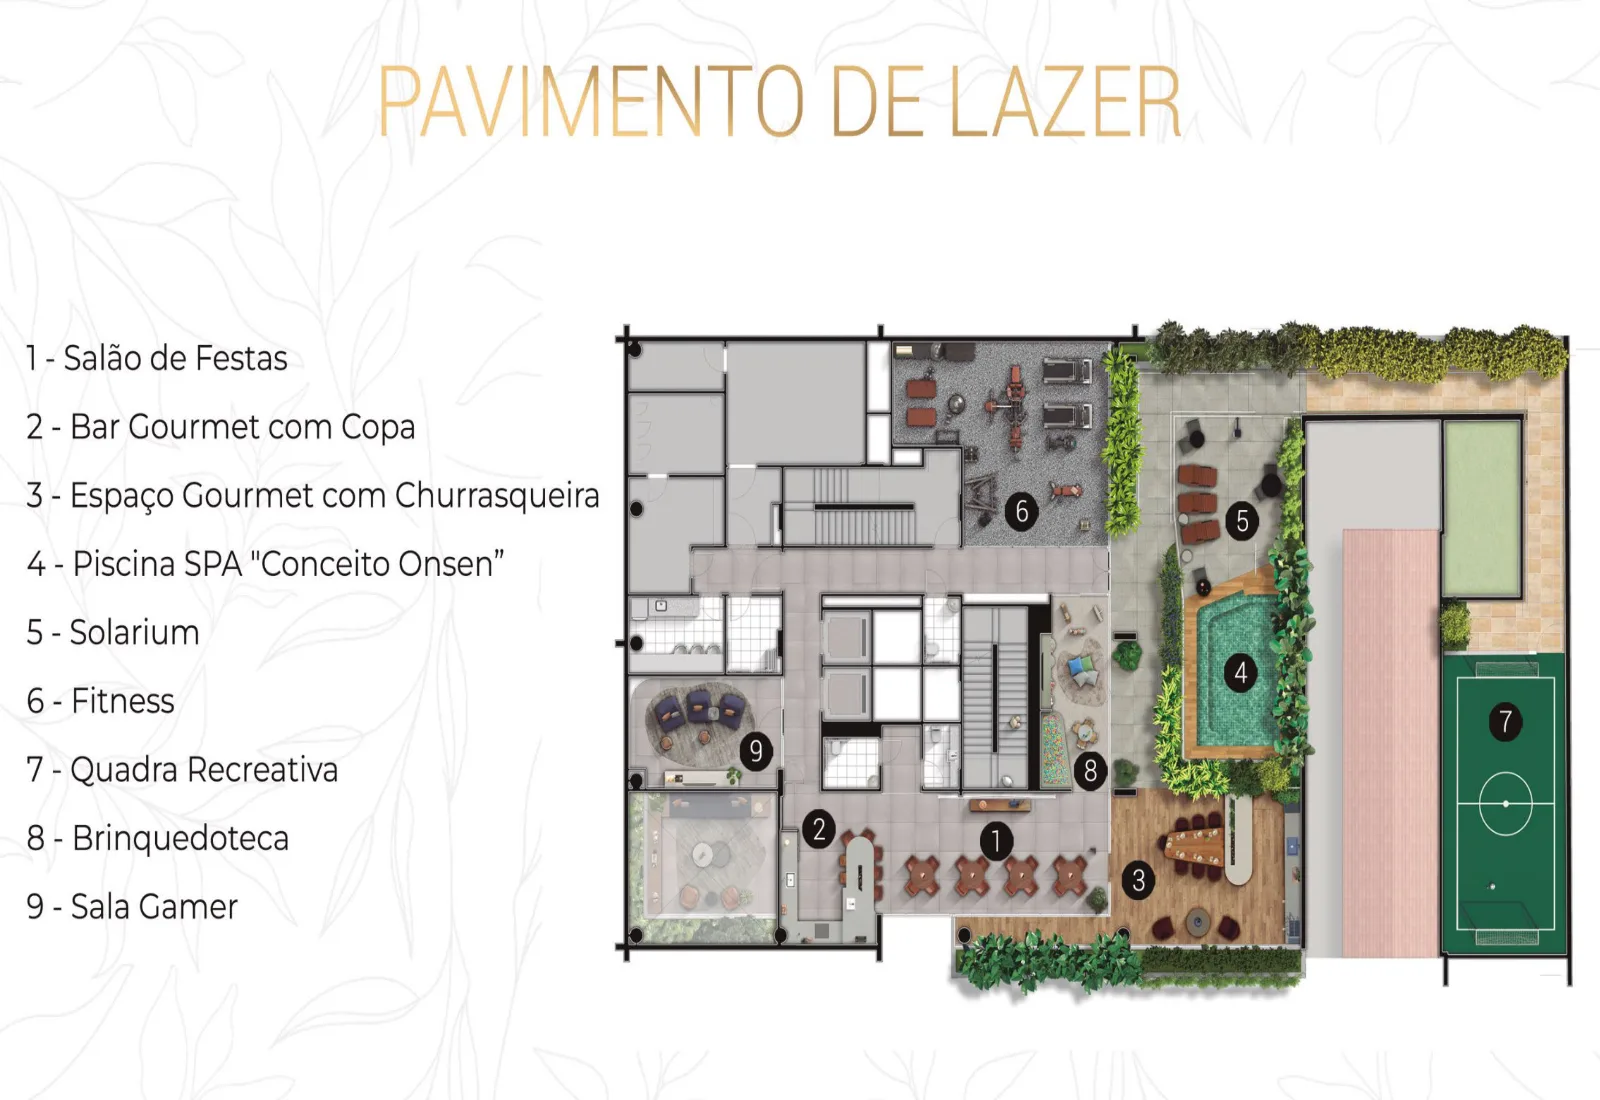 PAVIMENTO DE LAZER
1 - Salão de Festas
2 - Bar Gourmet com Copa
3 - Espaço Gourmet com Churrasqueira
4 - Piscina SPA "Conceito Onsen”
5 - Solarium
6 - Fitness
7 - Quadra Recreativa
8 - Brinquedoteca
9 - Sala Gamer
6
5
4
7
9
8
2
1
3